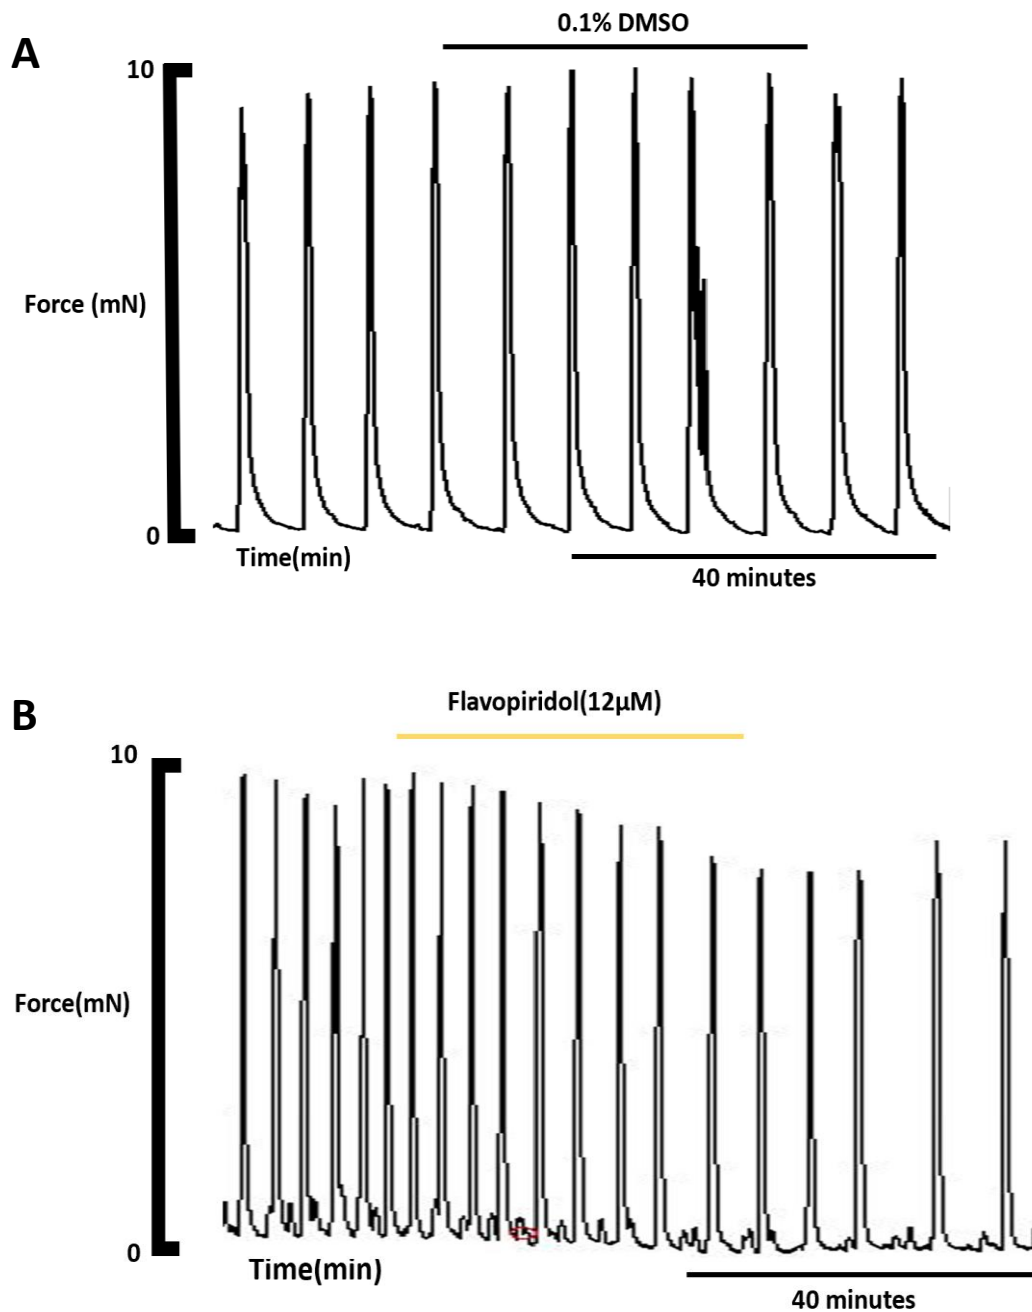 A
0.1% DMSO
10
Force (mN)
0
Time(min)
40 minutes
B
Flavopiridol(12µM)
10
Force(mN)
0
Time(min)
40 minutes